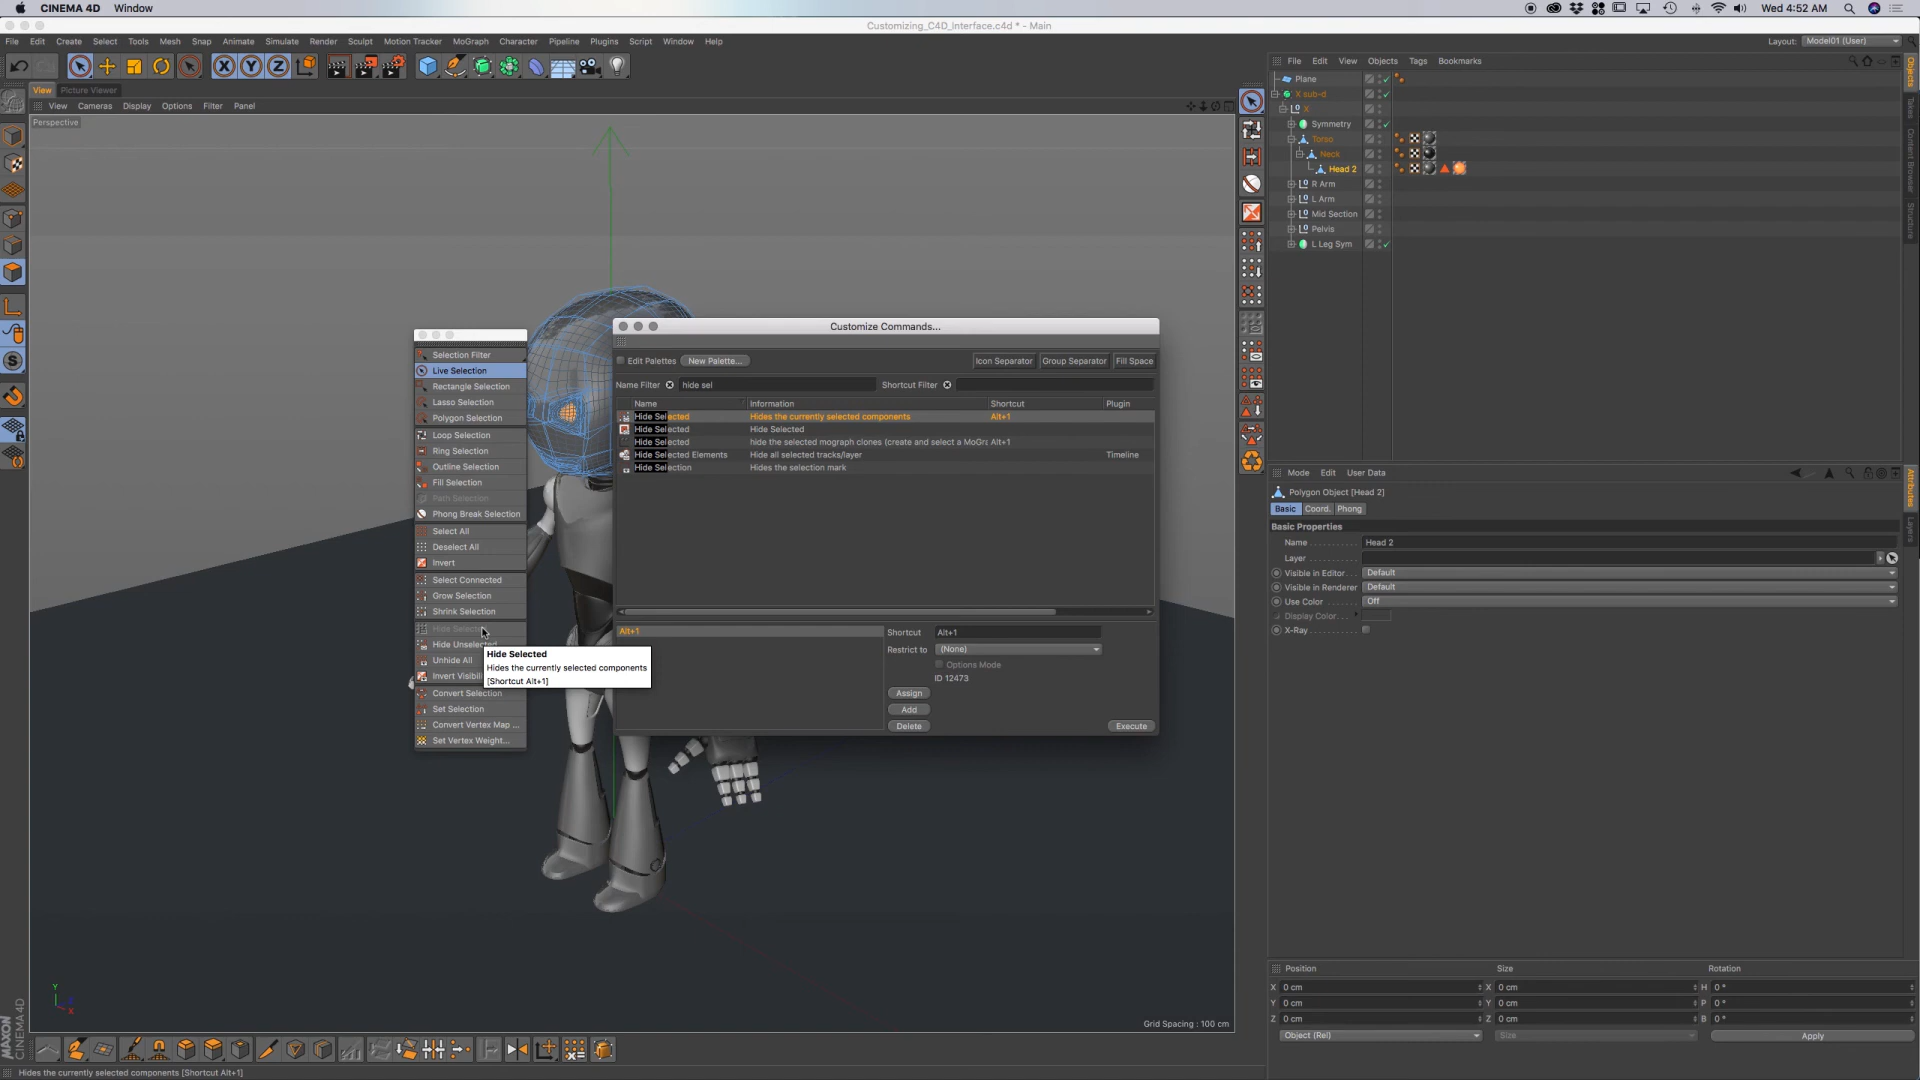 CINEMA 4D Window
Wed 4:52 AM
Customizing_C4D_Interface.c4d * - Main
File Edit Create Select Tools Mesh Snap Animate Simulate Render Sculpt Motion Tracker MoGraph Character Pipeline Plugins Script Window Help
Layout: Model01 (User)
File Edit View Objects Tags Bookmarks
View Picture Viewer
View Cameras Display Options Filter Panel
Perspective
Plane
X sub-d
X
Symmetry
Torso
Neck
Head 2
R Arm
L Arm
Mid Section
Pelvis
L Leg Sym
Objects
Takes
Content Browser
Structure
Selection Filter
Live Selection
Rectangle Selection
Lasso Selection
Polygon Selection
Loop Selection
Ring Selection
Outline Selection
Fill Selection
Path Selection
Phong Break Selection
Select All
Deselect All
Invert
Select Connected
Grow Selection
Shrink Selection
Hide Selected
Hide Unselected
Unhide All
Invert Visibili
Convert Selection
Set Selection
Convert Vertex Map ...
Set Vertex Weight...
Hide Selected
Hides the currently selected components
[Shortcut Alt+1]
Customize Commands...
Edit Palettes New Palette... Icon Separator Group Separator Fill Space
Name Filter hide sel Shortcut Filter
Name Information Shortcut Plugin
Hide Selected Hides the currently selected components Alt+1
Hide Selected Hide Selected
Hide Selected hide the selected mograph clones (create and select a MoGra Alt+1
Hide Selected Elements Hide all selected tracks/layer Timeline
Hide Selection Hides the selection mark
Alt+1
Shortcut Alt+1
Restrict to (None)
Options Mode
ID 12473
Assign
Add
Delete
Execute
Mode Edit User Data
Polygon Object [Head 2]
Basic Coord. Phong
Basic Properties
Name Head 2
Layer
Visible in Editor Default
Visible in Renderer Default
Use Color Off
Display Color
X-Ray
Attributes
Layers
Position Size Rotation
X 0 cm X 0 cm H 0 °
Y 0 cm Y 0 cm P 0 °
Z 0 cm Z 0 cm B 0 °
Object (Rel) Size Apply
Y
X
Grid Spacing : 100 cm
MAXON
CINEMA 4D
Hides the currently selected components [Shortcut Alt+1]